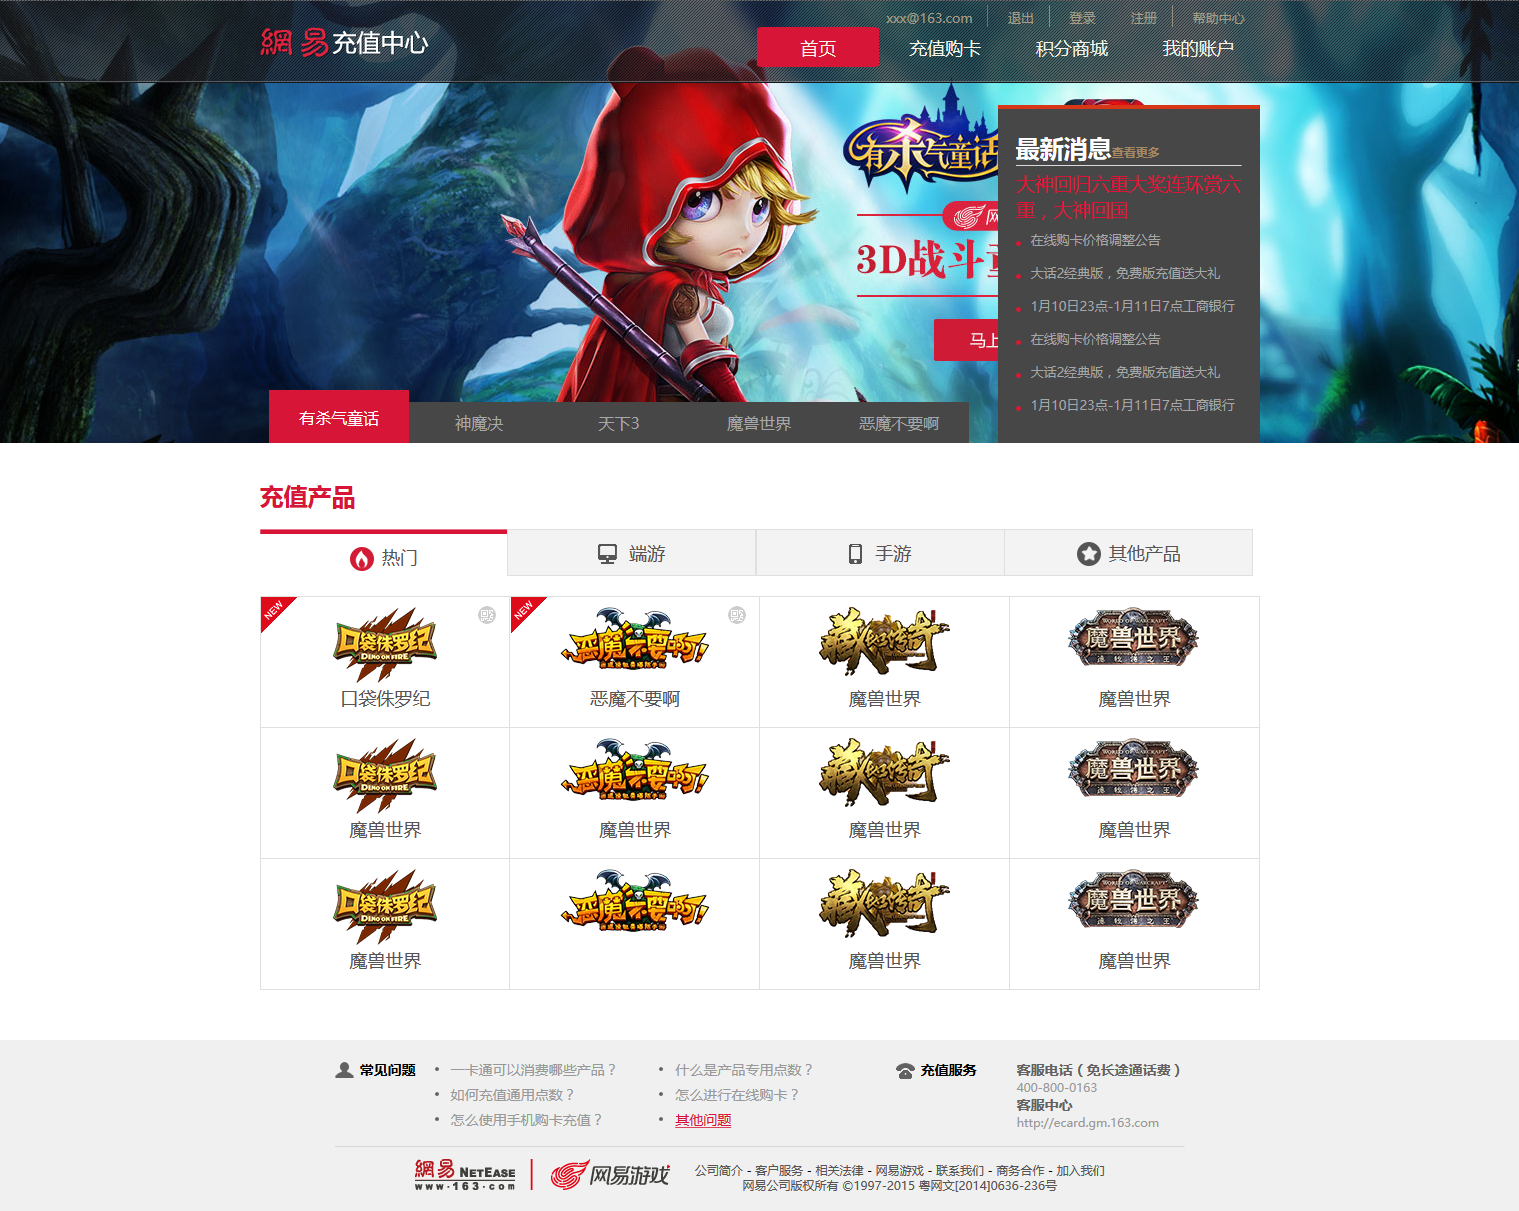 xxx@163.com 退出 登录 注册 帮助中心
網易 充值中心
首页 充值购卡 积分商城 我的账户
有杀气童话
網
3D战斗
马上
最新消息 查看更多
大神回归六重大奖连环赏六
重，大神回国
在线购卡价格调整公告
大话2经典版，免费版充值送大礼
1月10日23点-1月11日7点工商银行
在线购卡价格调整公告
大话2经典版，免费版充值送大礼
1月10日23点-1月11日7点工商银行
有杀气童话 神魔决 天下3 魔兽世界 恶魔不要啊
充值产品
热门 端游 手游 其他产品
NEW 口袋侏罗纪 DINO ON FIRE
口袋侏罗纪
NEW 恶魔不要啊!
恶魔不要啊
藏地传奇
魔兽世界
WORLD OF WARCRAFT 魔兽世界
魔兽世界
口袋侏罗纪 DINO ON FIRE
魔兽世界
恶魔不要啊!
魔兽世界
藏地传奇
魔兽世界
WORLD OF WARCRAFT 魔兽世界
魔兽世界
口袋侏罗纪 DINO ON FIRE
魔兽世界
恶魔不要啊!
藏地传奇
魔兽世界
WORLD OF WARCRAFT 魔兽世界
魔兽世界
常见问题
• 一卡通可以消费哪些产品？
• 如何充值通用点数？
• 怎么使用手机购卡充值？
• 什么是产品专用点数？
• 怎么进行在线购卡？
• 其他问题
充值服务
客服电话（免长途通话费）
400-800-0163
客服中心
http://ecard.gm.163.com
網易 NETEASE
www.163.com
网易游戏
公司简介 - 客户服务 - 相关法律 - 网易游戏 - 联系我们 - 商务合作 - 加入我们
网易公司版权所有 ©1997-2015 粤网文[2014]0636-236号